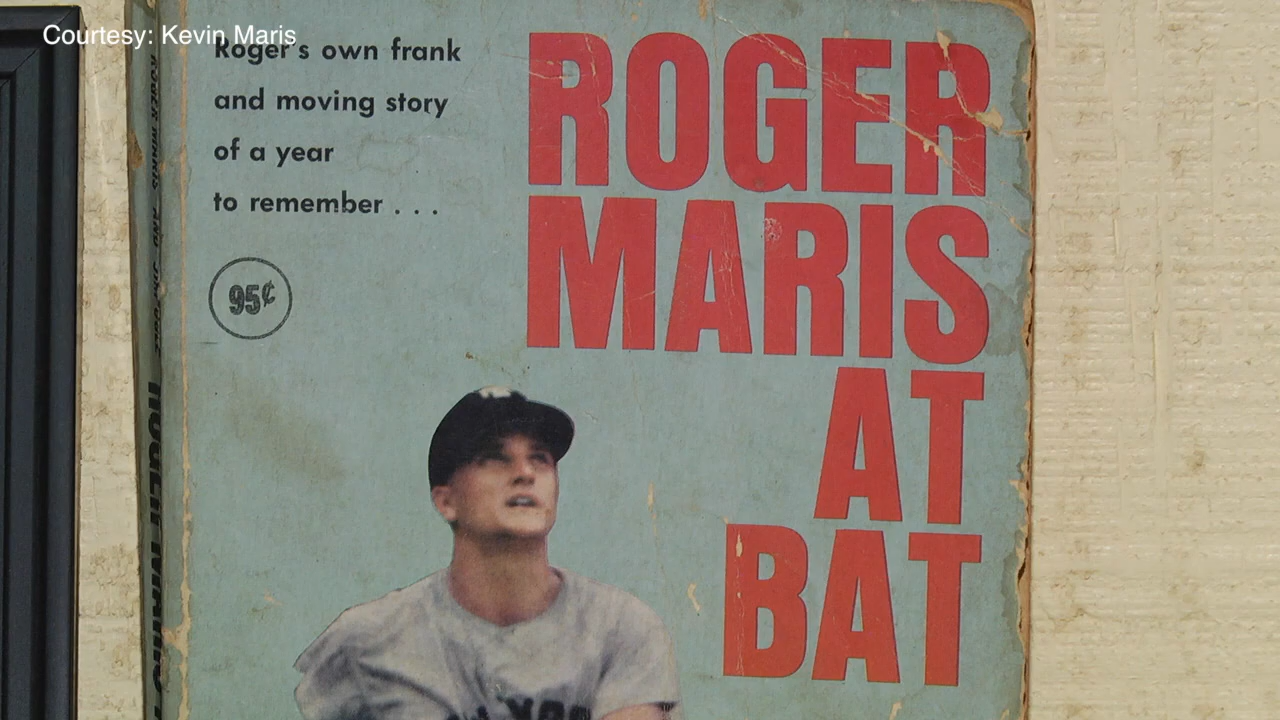 Courtesy: Kevin Maris
Roger's own frank
and moving story
of a year
to remember . . .
95¢
ROGER
MARIS
AT
BAT